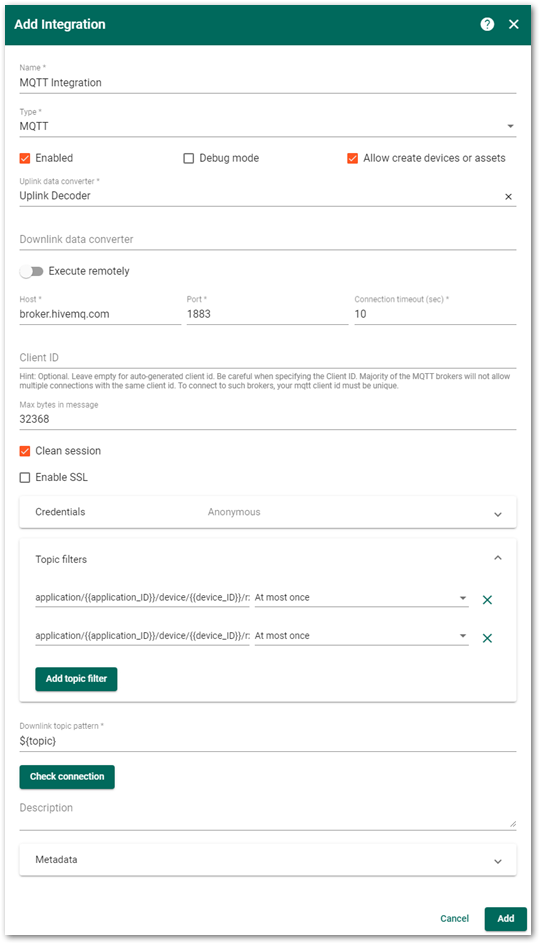 Add Integration
?
Name *
MQTT Integration
Type *
MQTT
Enabled Debug mode Allow create devices or assets
Uplink data converter *
Uplink Decoder
Downlink data converter
Execute remotely
Host * Port * Connection timeout (sec) *
broker.hivemq.com 1883 10
Client ID
Hint: Optional. Leave empty for auto-generated client id. Be careful when specifying the Client ID. Majority of the MQTT brokers will not allow
multiple connections with the same client id. To connect to such brokers, your mqtt client id must be unique.
Max bytes in message
32368
Clean session
Enable SSL
Credentials Anonymous
Topic filters
application/{{application_ID}}/device/{{device_ID}}/r At most once
application/{{application_ID}}/device/{{device_ID}}/r At most once
Add topic filter
Downlink topic pattern *
${topic}
Check connection
Description
Metadata
Cancel Add